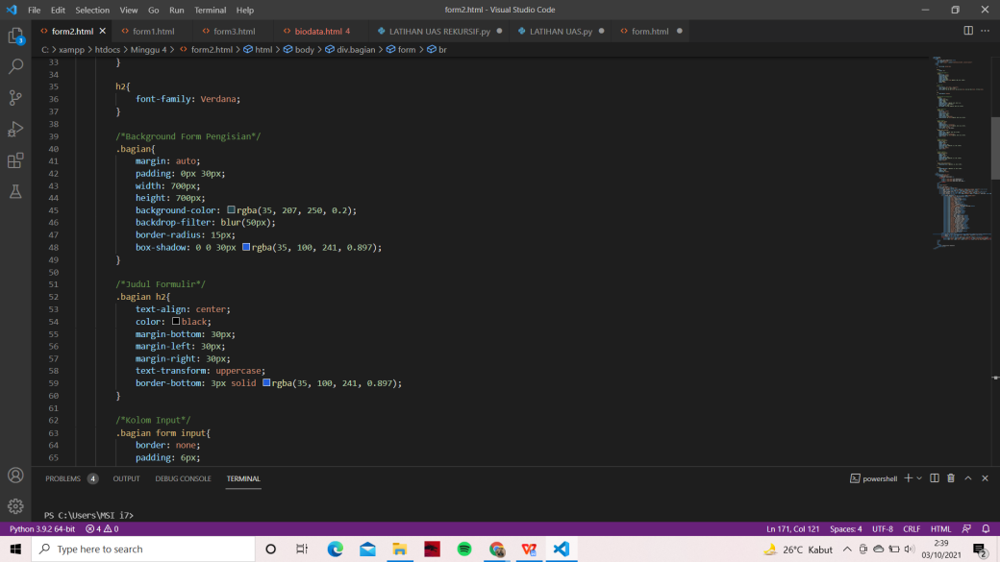 File Edit Selection View Go Run Terminal Help form2.html - Visual Studio Code
form2.html form1.html form3.html biodata.html 4 LATIHAN UAS REKURSIF.py LATIHAN UAS.py form.html
C: > xampp > htdocs > Minggu 4 > form2.html > html > body > div.bagian > form > br
33 }
34
35 h2{
36 font-family: Verdana;
37 }
38
39 /*Background Form Pengisian*/
40 .bagian{
41 margin: auto;
42 padding: 0px 30px;
43 width: 700px;
44 height: 700px;
45 background-color: rgba(35, 207, 250, 0.2);
46 backdrop-filter: blur(50px);
47 border-radius: 15px;
48 box-shadow: 0 0 30px rgba(35, 100, 241, 0.897);
49 }
50
51 /*Judul Formulir*/
52 .bagian h2{
53 text-align: center;
54 color: black;
55 margin-bottom: 30px;
56 margin-left: 30px;
57 margin-right: 30px;
58 text-transform: uppercase;
59 border-bottom: 3px solid rgba(35, 100, 241, 0.897);
60 }
61
62 /*Kolom Input*/
63 .bagian form input{
64 border: none;
65 padding: 6px;
3
PROBLEMS 4 OUTPUT DEBUG CONSOLE TERMINAL powershell
PS C:\Users\MSI i7>
Python 3.9.2 64-bit 4 0 Ln 171, Col 121 Spaces: 4 UTF-8 CRLF HTML
Type here to search 26°C Kabut 2:39
03/10/2021 2